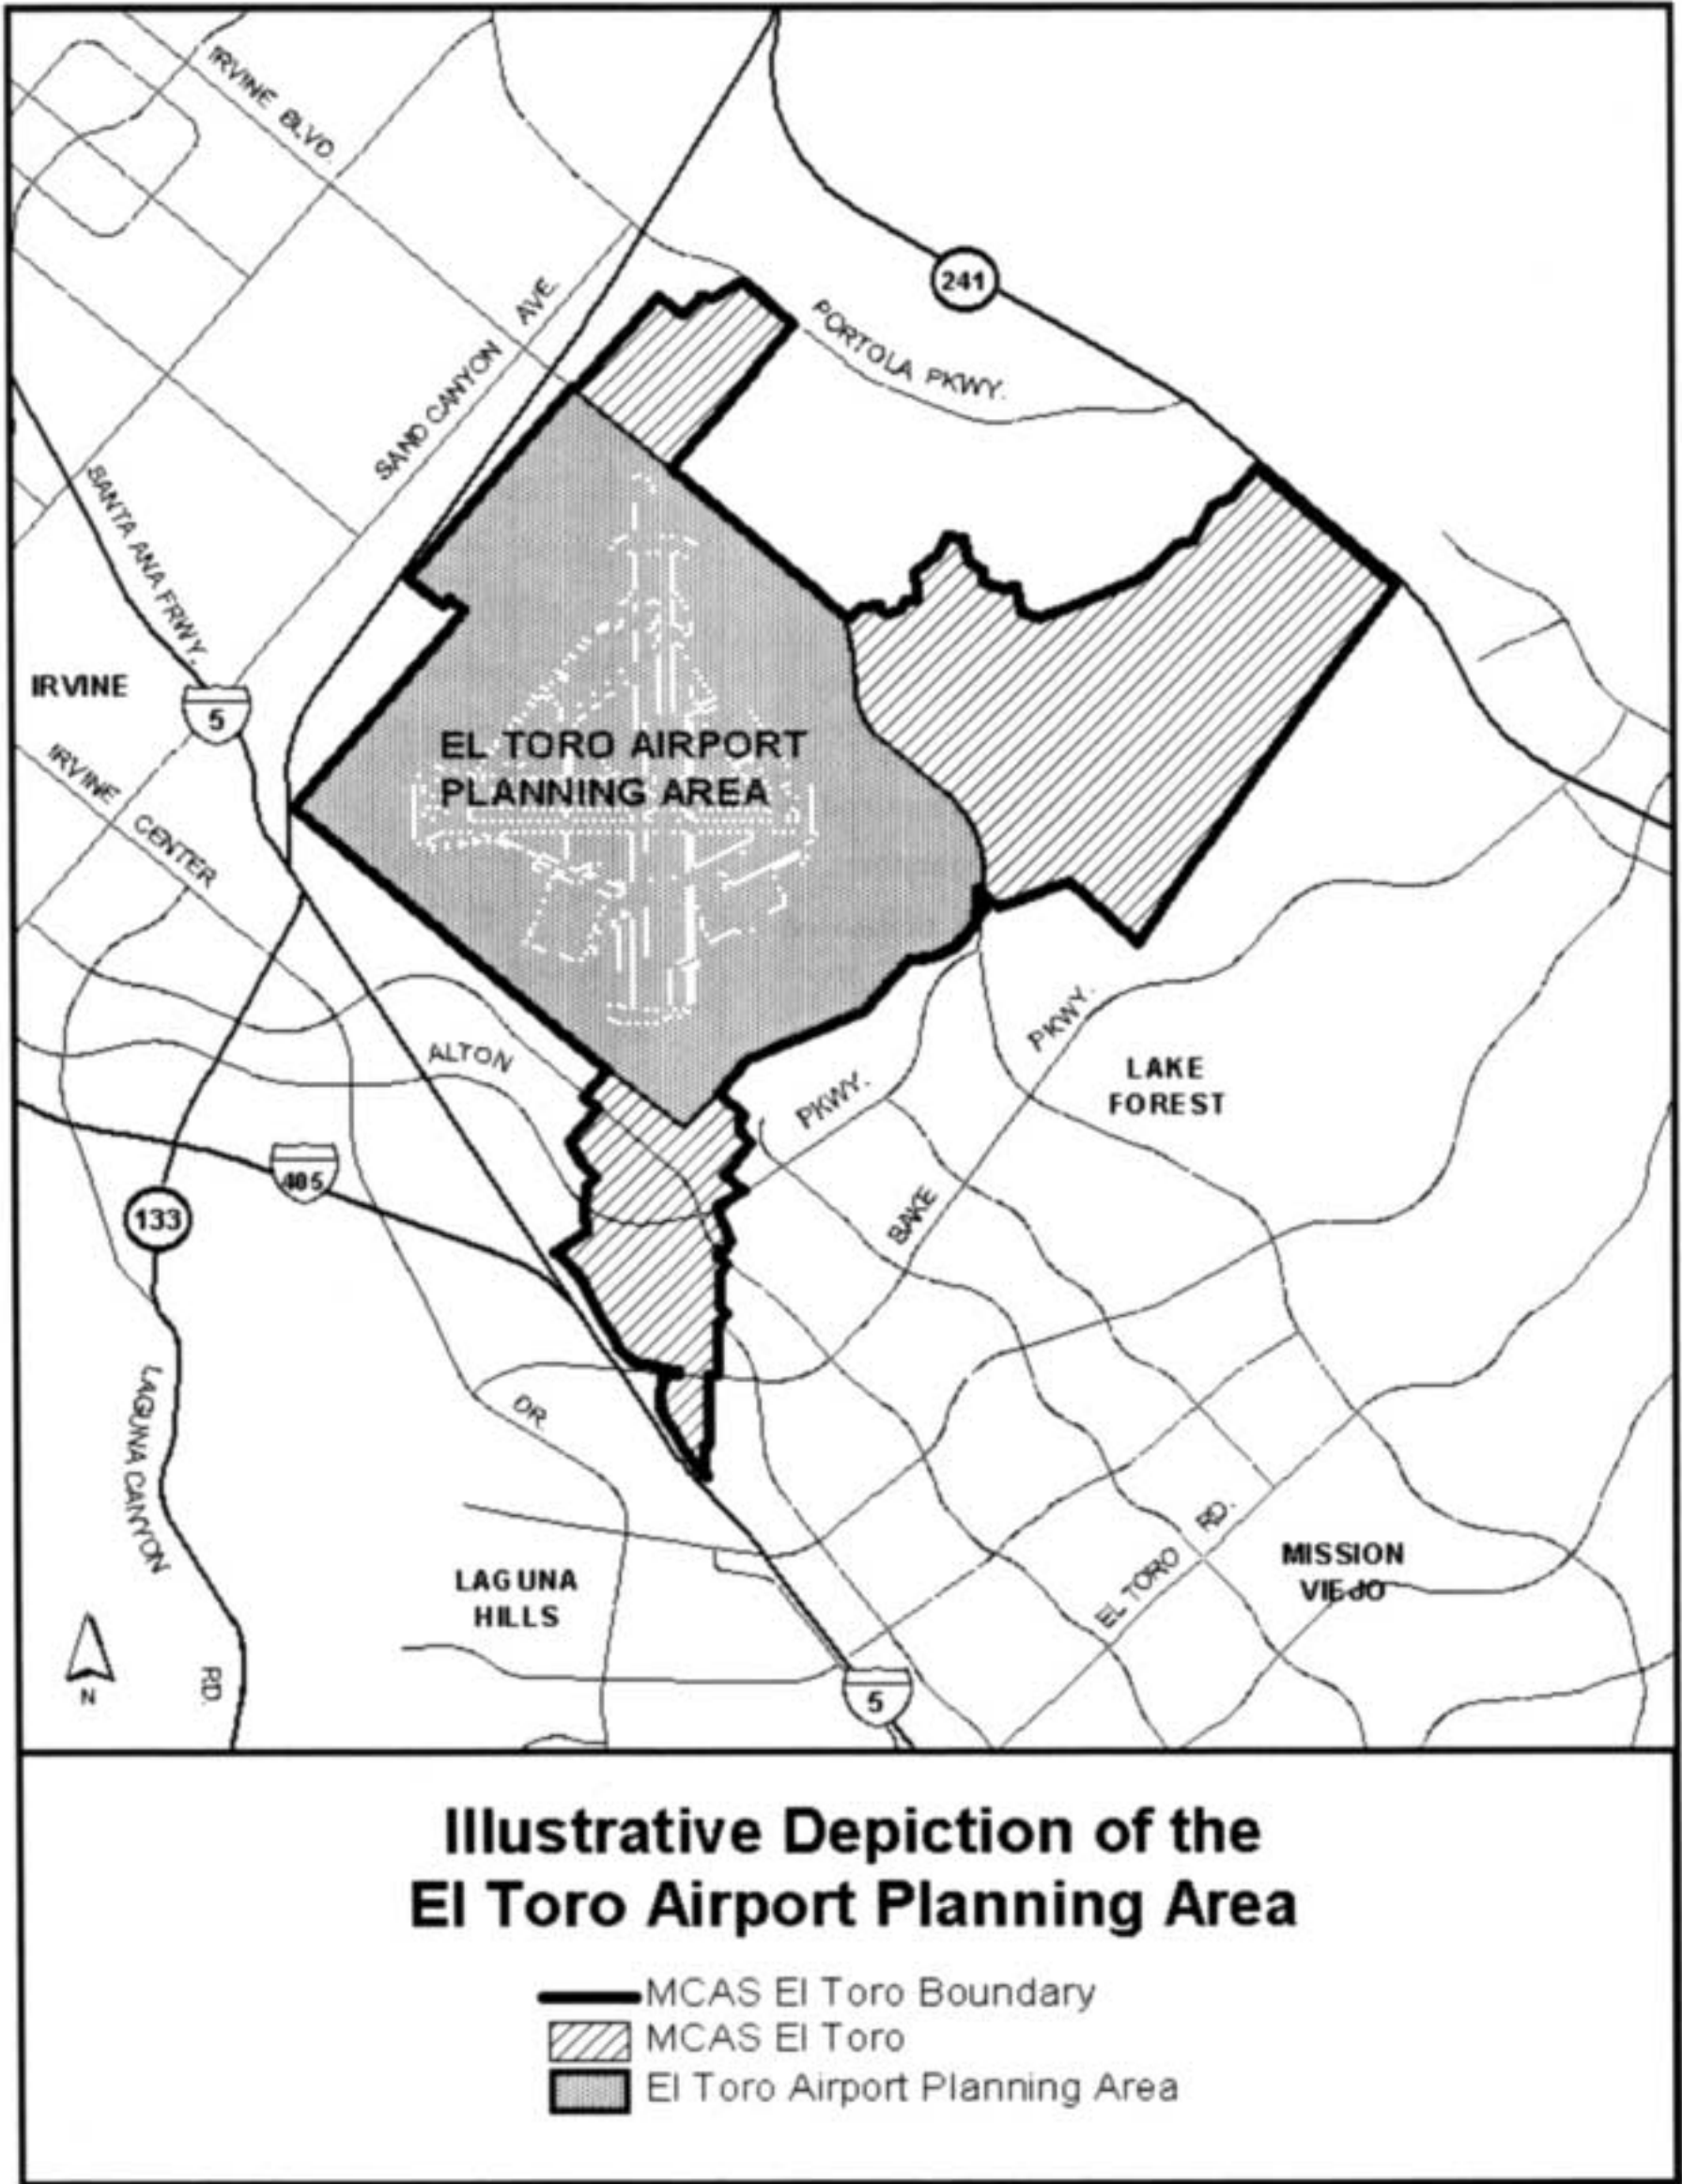 IRVINE BLVD.
241
PORTOLA PKWY.
SAND CANYON AVE.
SANTA ANA FRWY.
IRVINE
5
EL TORO AIRPORT
PLANNING AREA
IRVINE CENTER
ALTON
PKWY.
PKWY.
LAKE
FOREST
405
133
BAKE
LAGUNA CANYON
DR.
RD.
EL TORO
MISSION
VIEJO
LAGUNA
HILLS
N
RD.
5
Illustrative Depiction of the
El Toro Airport Planning Area
MCAS El Toro Boundary
MCAS El Toro
El Toro Airport Planning Area